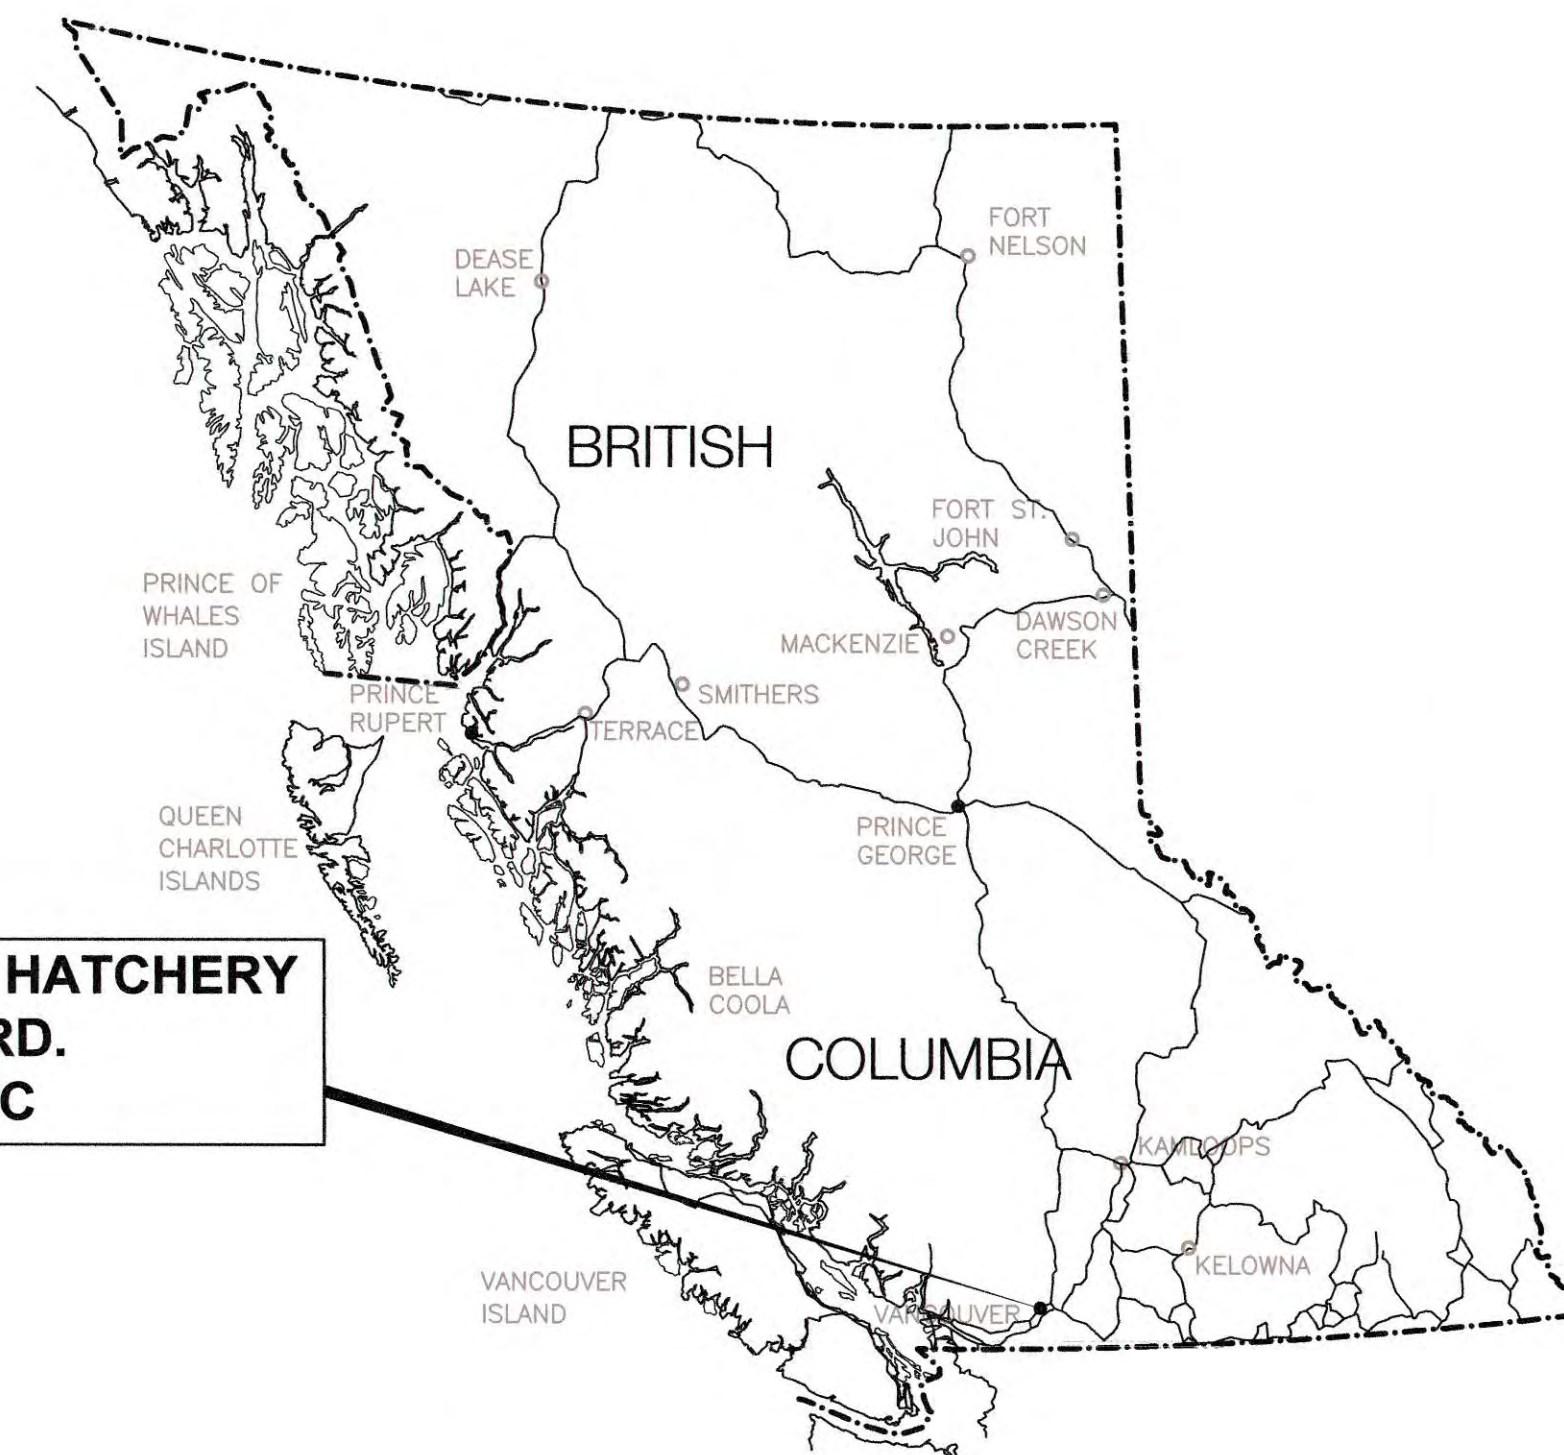 FORT
NELSON
DEASE
LAKE
BRITISH
FORT ST.
JOHN
PRINCE OF
WHALES
ISLAND
DAWSON
CREEK
MACKENZIE
PRINCE
RUPERT
SMITHERS
TERRACE
QUEEN
CHARLOTTE
ISLANDS
PRINCE
GEORGE
HATCHERY
RD.
C
BELLA
COOLA
COLUMBIA
KAMLOOPS
KELOWNA
VANCOUVER
ISLAND
VANCOUVER